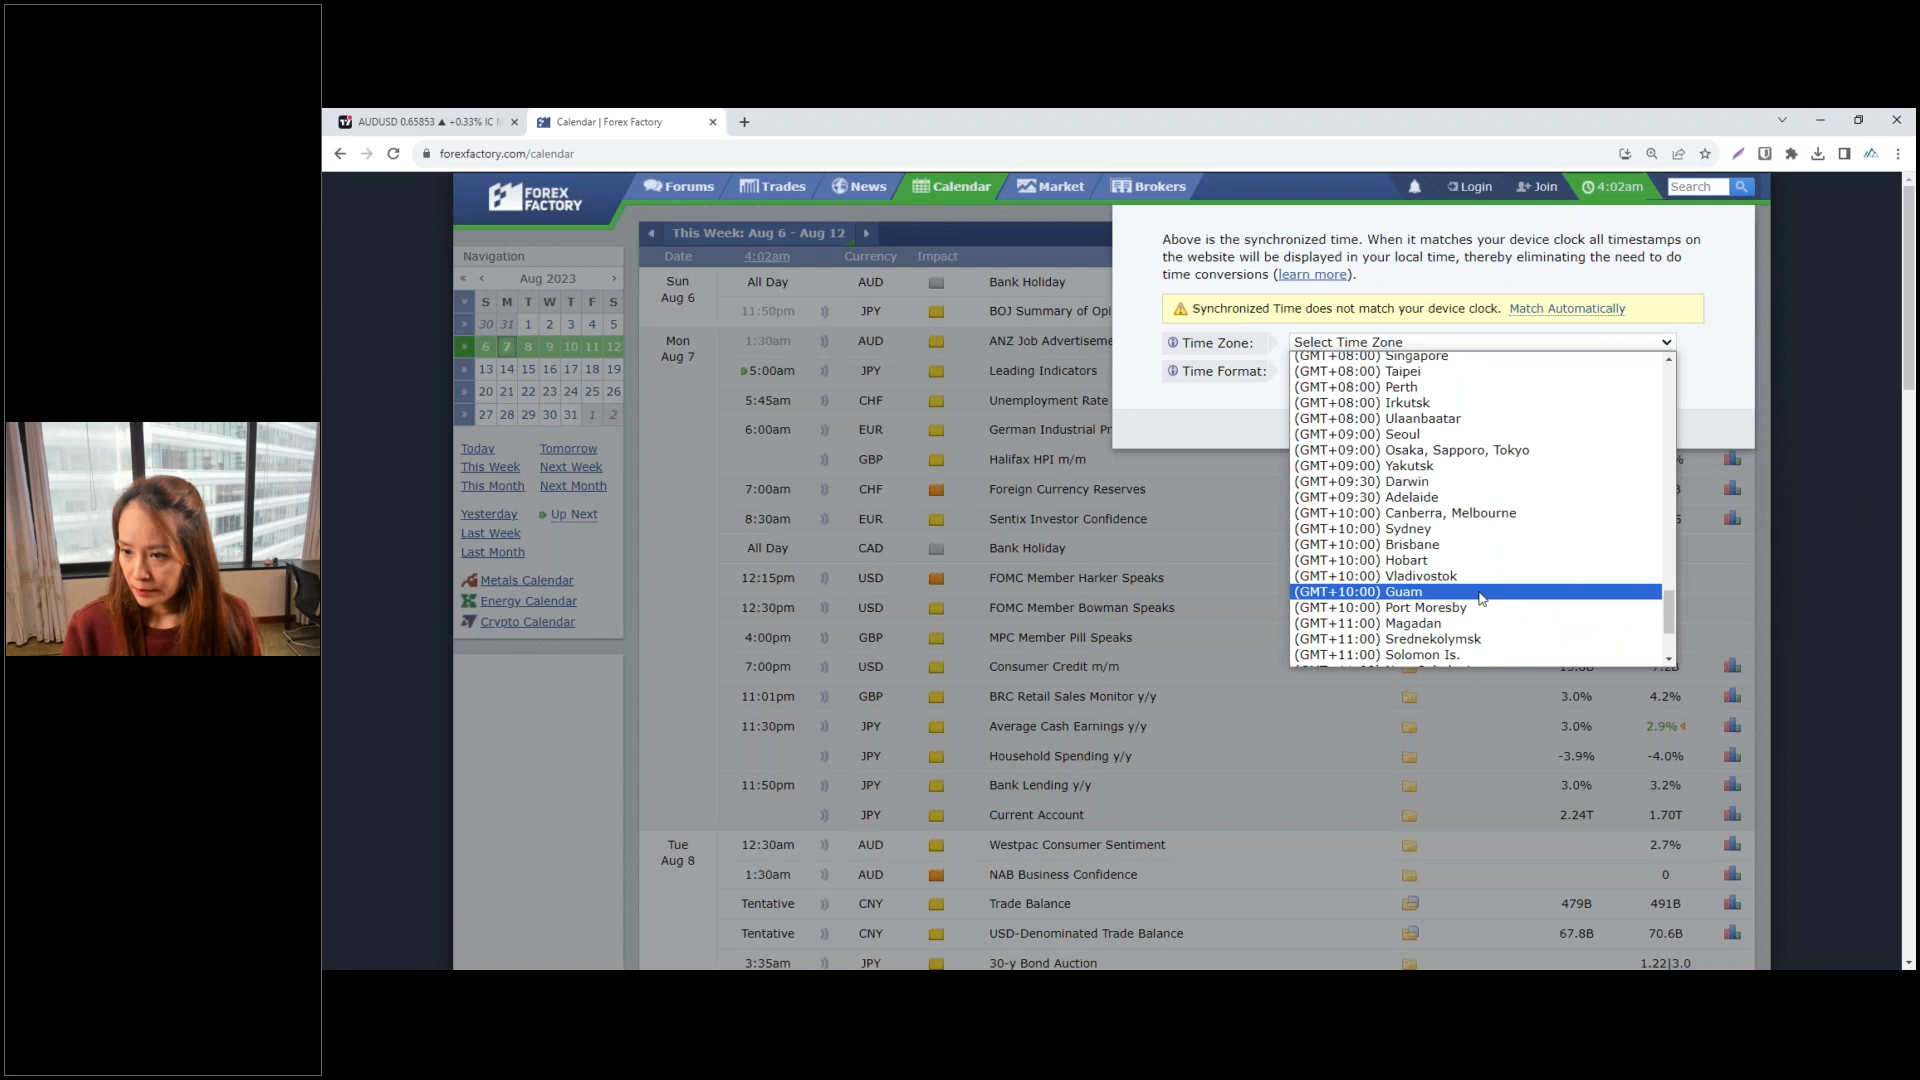 AUDUSD 0.65853 ▲ +0.33% IC
Calendar | Forex Factory
forexfactory.com/calendar
FOREX
FACTORY
Forums
Trades
News
Calendar
Market
Brokers
Login
Join
4:02am
Search
Navigation
« ‹ Aug 2023 ›
S M T W T F S
30 31 1 2 3 4 5
6 7 8 9 10 11 12
13 14 15 16 17 18 19
20 21 22 23 24 25 26
27 28 29 30 31 1 2
Today Tomorrow
This Week Next Week
This Month Next Month
Yesterday Up Next
Last Week
Last Month
Metals Calendar
Energy Calendar
Crypto Calendar
This Week: Aug 6 - Aug 12
Date 4:02am Currency Impact
Sun
Aug 6
All Day AUD Bank Holiday
11:50pm JPY BOJ Summary of Opi
Mon
Aug 7
1:30am AUD ANZ Job Advertiseme
5:00am JPY Leading Indicators
5:45am CHF Unemployment Rate
6:00am EUR German Industrial Pr
GBP Halifax HPI m/m
7:00am CHF Foreign Currency Reserves
8:30am EUR Sentix Investor Confidence
All Day CAD Bank Holiday
12:15pm USD FOMC Member Harker Speaks
12:30pm USD FOMC Member Bowman Speaks
4:00pm GBP MPC Member Pill Speaks
7:00pm USD Consumer Credit m/m
11:01pm GBP BRC Retail Sales Monitor y/y 3.0% 4.2%
11:30pm JPY Average Cash Earnings y/y 3.0% 2.9%
JPY Household Spending y/y -3.9% -4.0%
11:50pm JPY Bank Lending y/y 3.0% 3.2%
JPY Current Account 2.24T 1.70T
Tue
Aug 8
12:30am AUD Westpac Consumer Sentiment 2.7%
1:30am AUD NAB Business Confidence 0
Tentative CNY Trade Balance 479B 491B
Tentative CNY USD-Denominated Trade Balance 67.8B 70.6B
3:35am JPY 30-y Bond Auction 1.22|3.0
Above is the synchronized time. When it matches your device clock all timestamps on
the website will be displayed in your local time, thereby eliminating the need to do
time conversions (learn more).
Synchronized Time does not match your device clock. Match Automatically
Time Zone: Select Time Zone
Time Format:
(GMT+08:00) Singapore
(GMT+08:00) Taipei
(GMT+08:00) Perth
(GMT+08:00) Irkutsk
(GMT+08:00) Ulaanbaatar
(GMT+09:00) Seoul
(GMT+09:00) Osaka, Sapporo, Tokyo
(GMT+09:00) Yakutsk
(GMT+09:30) Darwin
(GMT+09:30) Adelaide
(GMT+10:00) Canberra, Melbourne
(GMT+10:00) Sydney
(GMT+10:00) Brisbane
(GMT+10:00) Hobart
(GMT+10:00) Vladivostok
(GMT+10:00) Guam
(GMT+10:00) Port Moresby
(GMT+11:00) Magadan
(GMT+11:00) Srednekolymsk
(GMT+11:00) Solomon Is.